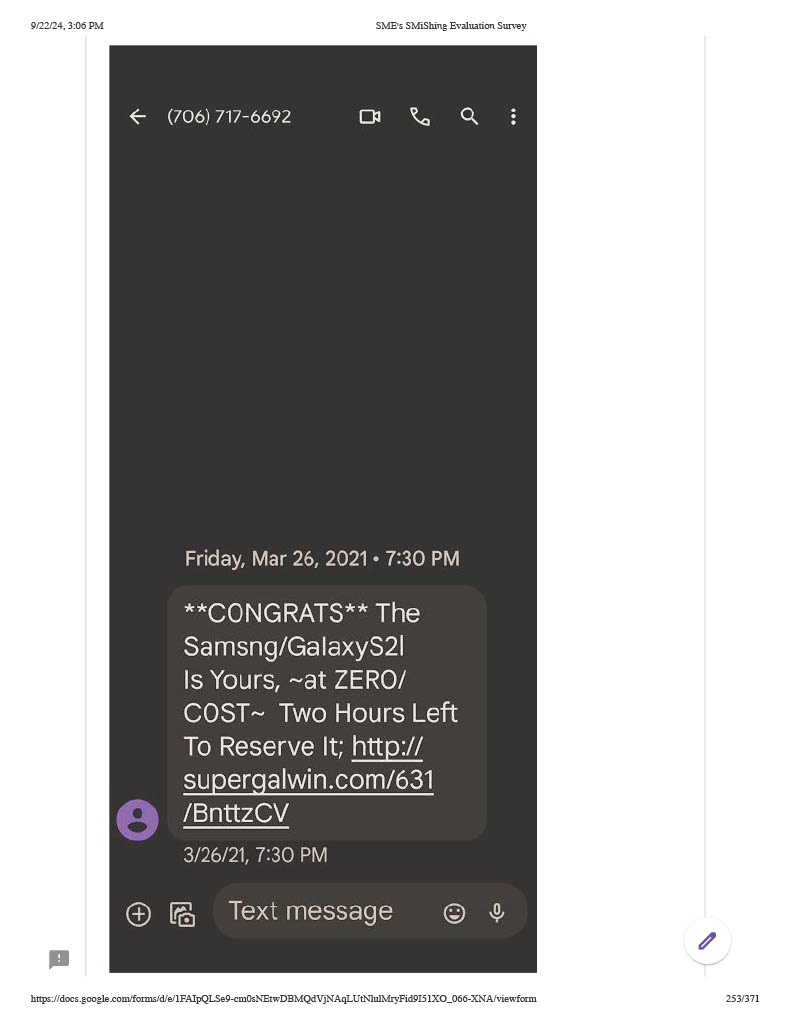 9/22/24, 3:06 PM SME's SMiShing Evaluation Survey
(706) 717-6692
Friday, Mar 26, 2021 • 7:30 PM
**C0NGRATS** The
Samsng/GalaxyS2l
Is Yours, ~at ZER0/
C0ST~ Two Hours Left
To Reserve It; http://
supergalwin.com/631
/BnttzCV
3/26/21, 7:30 PM
Text message
https://docs.google.com/forms/d/e/1FAIpQLSe9-cm0sNEtwDBMQdVjNAqLUtNlulMryFid9I51XO_066-XNA/viewform 253/371